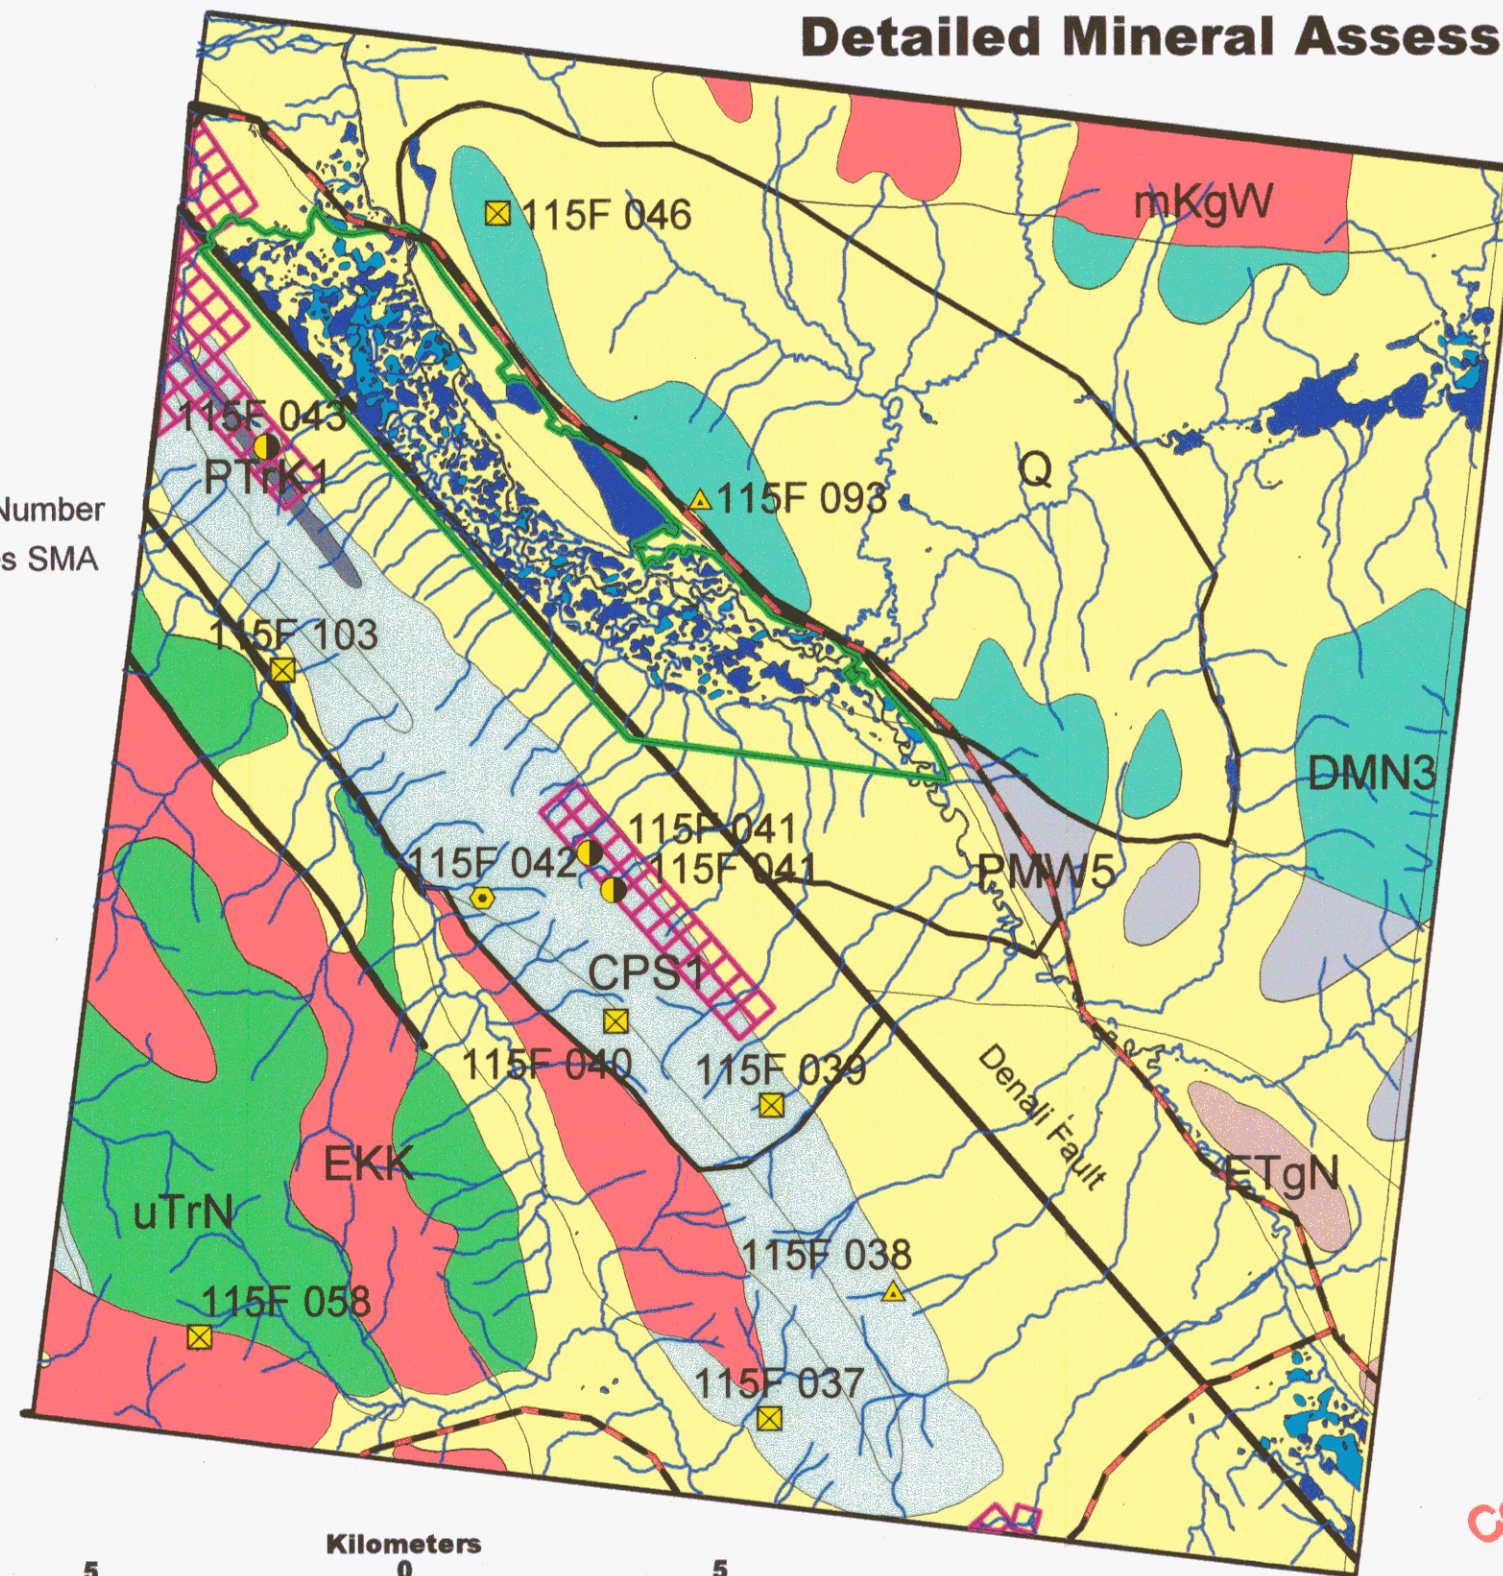 Detailed Mineral Assess
115F 046
mKgW
115F 043
PTrK1
Q
115F 093
Number
es SMA
115F 103
DMN3
115F 041
115F 042
115F 041
PMW5
CPS1
115F 040
115F 039
Denali Fault
EKK
ETgN
uTrN
115F 038
115F 058
115F 037
Kilometers
5 0 5